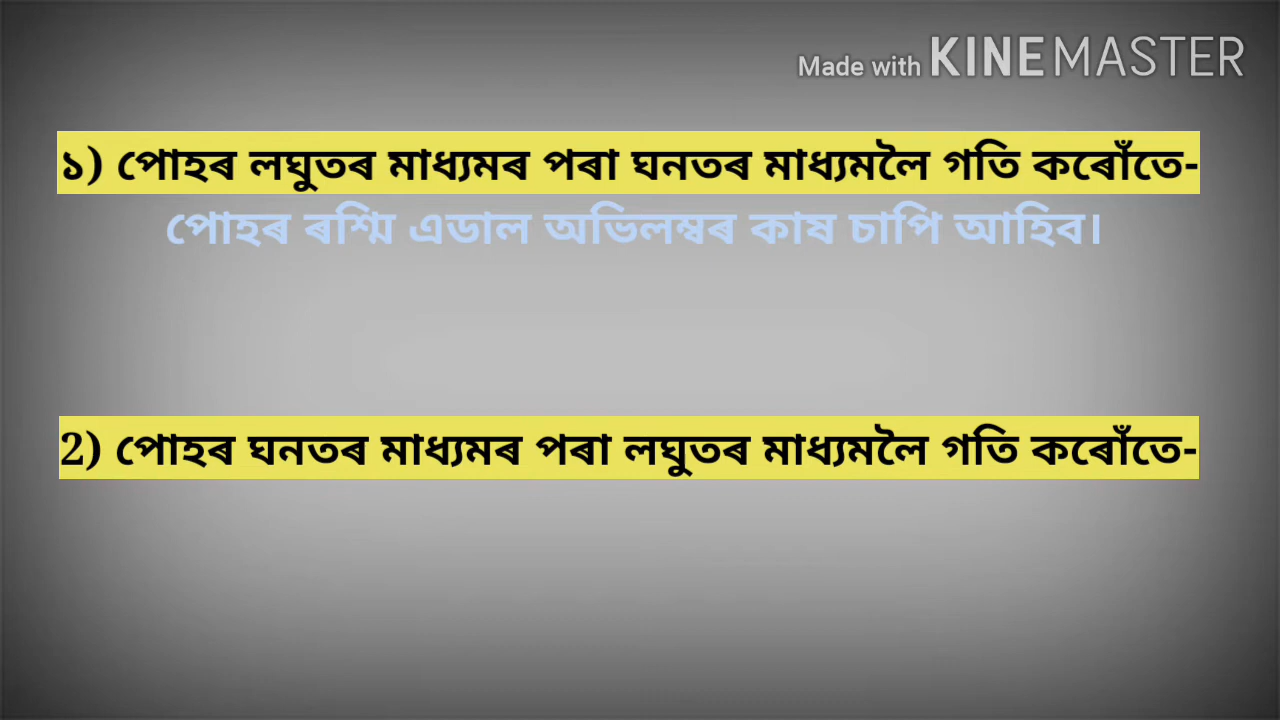 Made with KINEMASTER
১) পোহৰ লঘুতৰ মাধ্যমৰ পৰা ঘনতৰ মাধ্যমলৈ গতি কৰোঁতে-
পোহৰ ৰশ্মি এডাল অভিলম্বৰ কাষ চাপি আহিব।
2) পোহৰ ঘনতৰ মাধ্যমৰ পৰা লঘুতৰ মাধ্যমলৈ গতি কৰোঁতে-